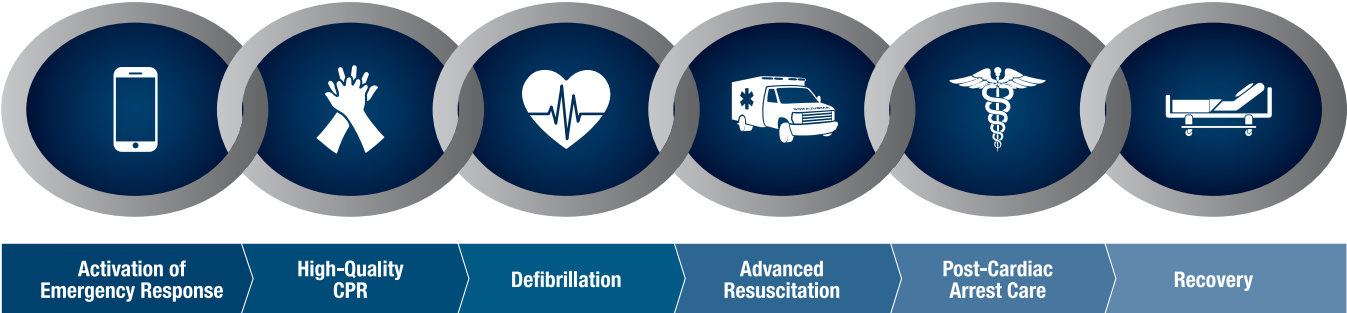 Activation of
Emergency Response
High-Quality
CPR
Defibrillation
Advanced
Resuscitation
Post-Cardiac
Arrest Care
Recovery